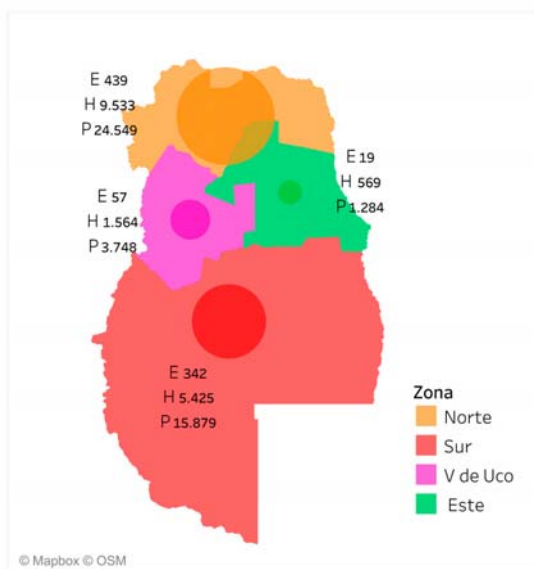 E 439
H 9.533
P 24.549
E 19
H 569
P 1.284
E 57
H 1.564
P 3.748
E 342
H 5.425
P 15.879
Zona
Norte
Sur
V de Uco
Este
© Mapbox © OSM